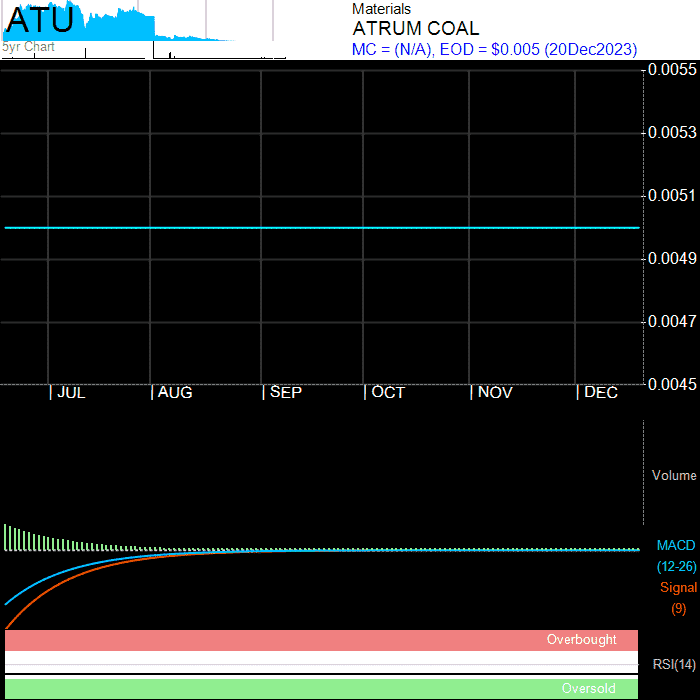 ATU
5yr Chart
Materials
ATRUM COAL
MC = (N/A), EOD = $0.005 (20Dec2023)
0.0055
0.0053
0.0051
0.0049
0.0047
0.0045
| JUL | AUG | SEP | OCT | NOV | DEC
Volume
MACD
(12-26)
Signal
(9)
Overbought
RSI(14)
Oversold